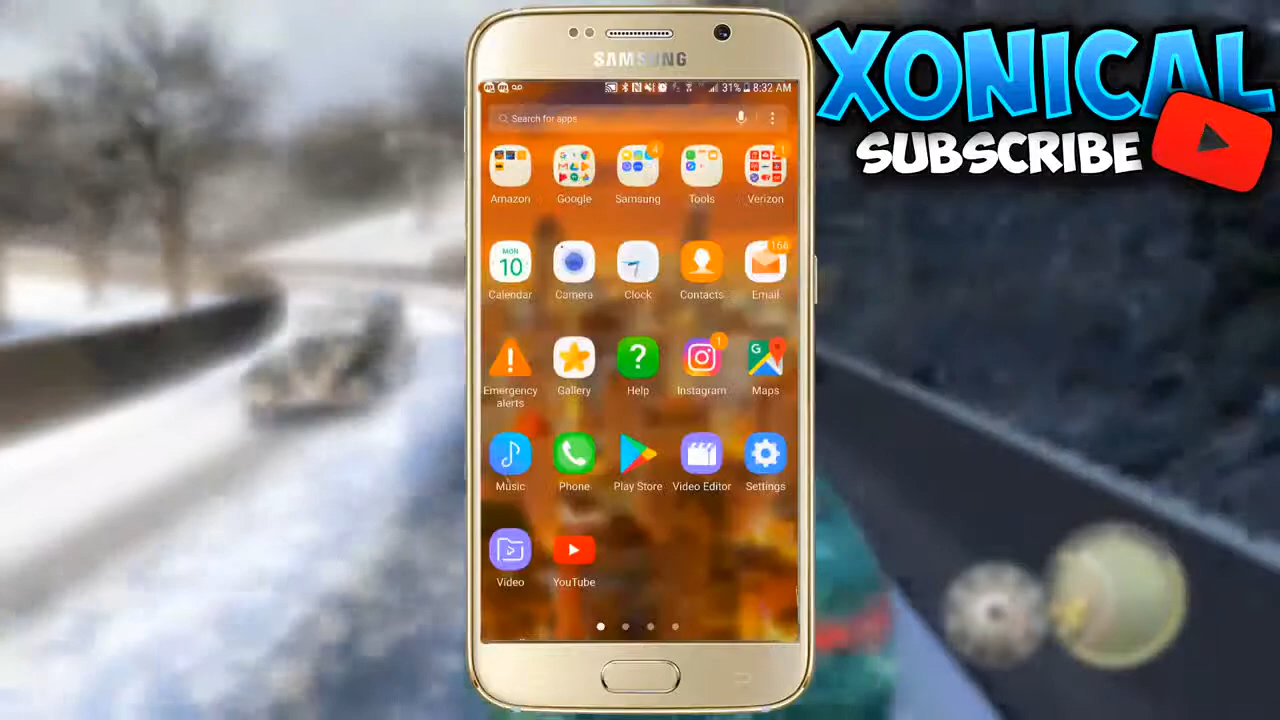 XONICAL
SUBSCRIBE
SAMSUNG
31% 8:32 AM
Search for apps
4
1
Amazon Google Samsung Tools Verizon
MON
10
166
Calendar Camera Clock Contacts Email
1
G
Emergency alerts Gallery Help Instagram Maps
Music Phone Play Store Video Editor Settings
Video YouTube